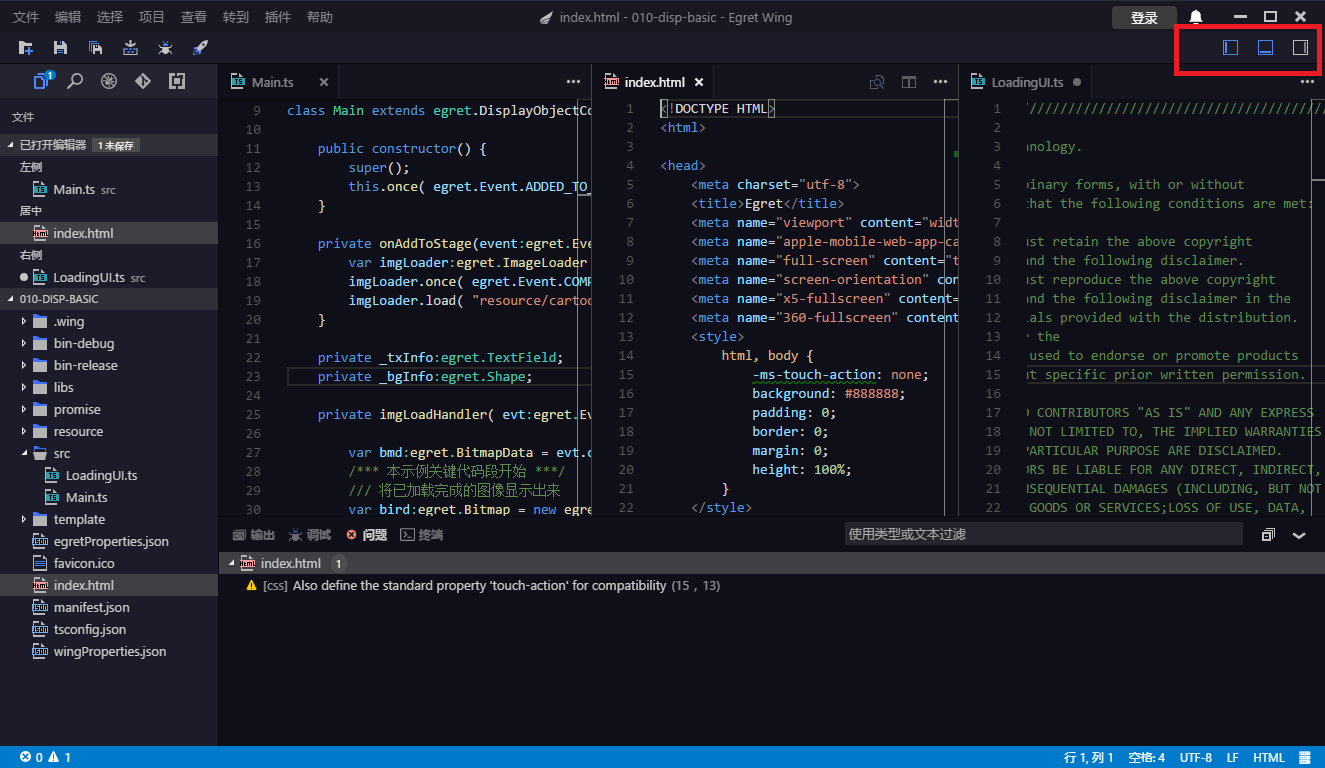 文件 编辑 选择 项目 查看 转到 插件 帮助 index.html - 010-disp-basic - Egret Wing 登录
1
文件
已打开编辑器 1 未保存
左侧
Main.ts src
居中
index.html
右侧
LoadingUI.ts src
010-DISP-BASIC
.wing
bin-debug
bin-release
libs
promise
resource
src
LoadingUI.ts
Main.ts
template
egretProperties.json
favicon.ico
index.html
manifest.json
tsconfig.json
wingProperties.json
Main.ts
9 class Main extends egret.DisplayObjectCo
10
11 public constructor() {
12 super();
13 this.once( egret.Event.ADDED_TO_
14 }
15
16 private onAddToStage(event:egret.Eve
17 var imgLoader:egret.ImageLoader
18 imgLoader.once( egret.Event.COMP
19 imgLoader.load( "resource/cartoo
20 }
21
22 private _txInfo:egret.TextField;
23 private _bgInfo:egret.Shape;
24
25 private imgLoadHandler( evt:egret.Ev
26
27 var bmd:egret.BitmapData = evt.c
28 /*** 本示例关键代码段开始 ***/
29 /// 将已加载完成的图像显示出来
30 var bird:egret.Bitmap = new egre
index.html
1 <!DOCTYPE HTML>
2 <html>
3
4 <head>
5 <meta charset="utf-8">
6 <title>Egret</title>
7 <meta name="viewport" content="widt
8 <meta name="apple-mobile-web-app-ca
9 <meta name="full-screen" content="t
10 <meta name="screen-orientation" cont
11 <meta name="x5-fullscreen" content=
12 <meta name="360-fullscreen" content
13 <style>
14 html, body {
15 -ms-touch-action: none;
16 background: #888888;
17 padding: 0;
18 border: 0;
19 margin: 0;
20 height: 100%;
21 }
22 </style>
LoadingUI.ts
1 //////////////////////////////////////
2
3 nology.
4
5 binary forms, with or without
6 hat the following conditions are met:
7
8 ust retain the above copyright
9 and the following disclaimer.
10 ust reproduce the above copyright
11 and the following disclaimer in the
12 ials provided with the distribution.
13 r the
14 used to endorse or promote products
15 ut specific prior written permission.
16
17 D CONTRIBUTORS "AS IS" AND ANY EXPRESS
18 NOT LIMITED TO, THE IMPLIED WARRANTIES
19 PARTICULAR PURPOSE ARE DISCLAIMED.
20 ORS BE LIABLE FOR ANY DIRECT, INDIRECT,
21 NSEQUENTIAL DAMAGES (INCLUDING, BUT NOT
22 GOODS OR SERVICES;LOSS OF USE, DATA,
输出 调试 问题 终端 使用类型或文本过滤
index.html 1
[css] Also define the standard property 'touch-action' for compatibility (15 , 13)
0 1 行 1, 列 1 空格: 4 UTF-8 LF HTML